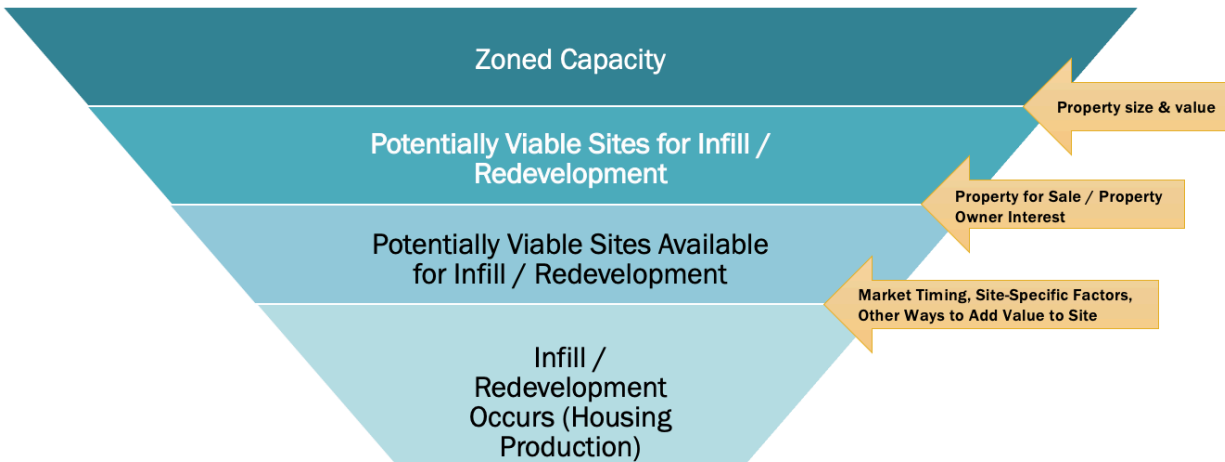 Zoned Capacity
Property size & value
Potentially Viable Sites for Infill /
Redevelopment
Property for Sale / Property
Owner Interest
Potentially Viable Sites Available
for Infill / Redevelopment
Market Timing, Site-Specific Factors,
Other Ways to Add Value to Site
Infill /
Redevelopment
Occurs (Housing
Production)